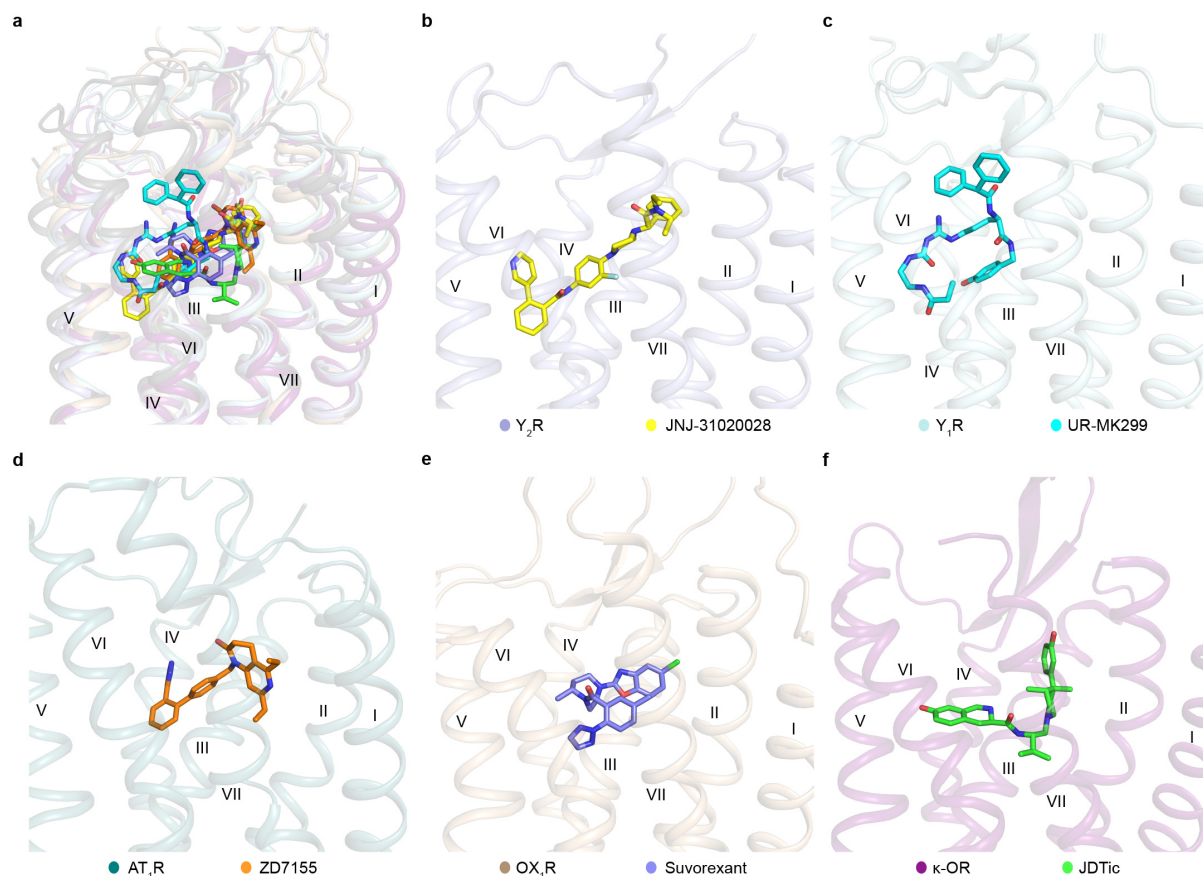 a
II
I
III
V
VI
VII
IV
b
VI
IV
II
V
I
III
VII
Y₂R JNJ-31020028
c
VI
II
V
I
III
VII
IV
Y₁R UR-MK299
d
IV
VI
V
II
I
III
VII
AT₁R ZD7155
e
IV
VI
V
II
I
III
VII
OX₁R Suvorexant
f
VI
IV
V
II
I
III
VII
κ-OR JDTic